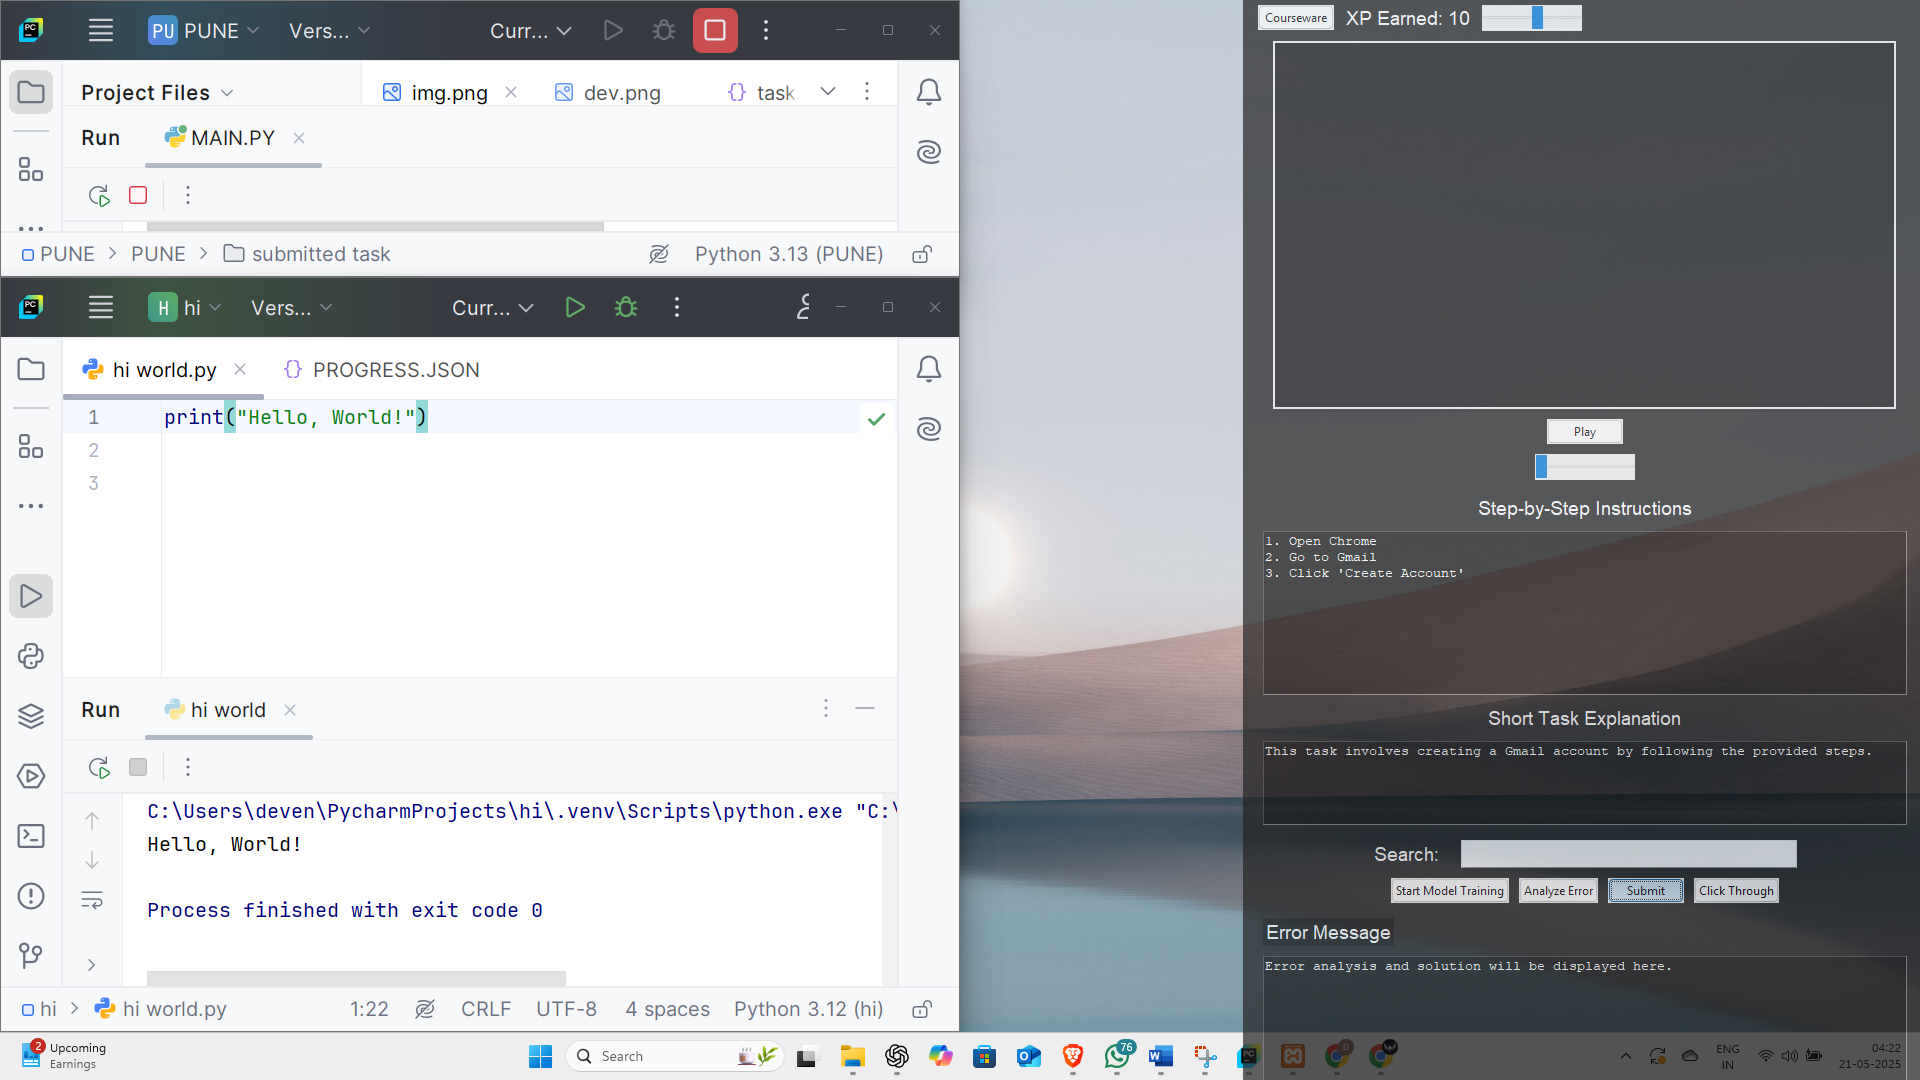 PC
PU PUNE
Vers...
Curr...
Project Files
img.png
dev.png
task
Run
MAIN.PY
PUNE
PUNE
submitted task
Python 3.13 (PUNE)
PC
H hi
Vers...
Curr...
hi world.py
{} PROGRESS.JSON
1 print("Hello, World!")
2
3
Run
hi world
C:\Users\deven\PycharmProjects\hi\.venv\Scripts\python.exe "C:\
Hello, World!
Process finished with exit code 0
hi
hi world.py
1:22
CRLF
UTF-8
4 spaces
Python 3.12 (hi)
Courseware
XP Earned: 10
Play
Step-by-Step Instructions
1. Open Chrome
2. Go to Gmail
3. Click 'Create Account'
Short Task Explanation
This task involves creating a Gmail account by following the provided steps.
Search:
Start Model Training
Analyze Error
Submit
Click Through
Error Message
Error analysis and solution will be displayed here.
2
Upcoming
Earnings
Search
76
ENG
IN
04:22
21-05-2025